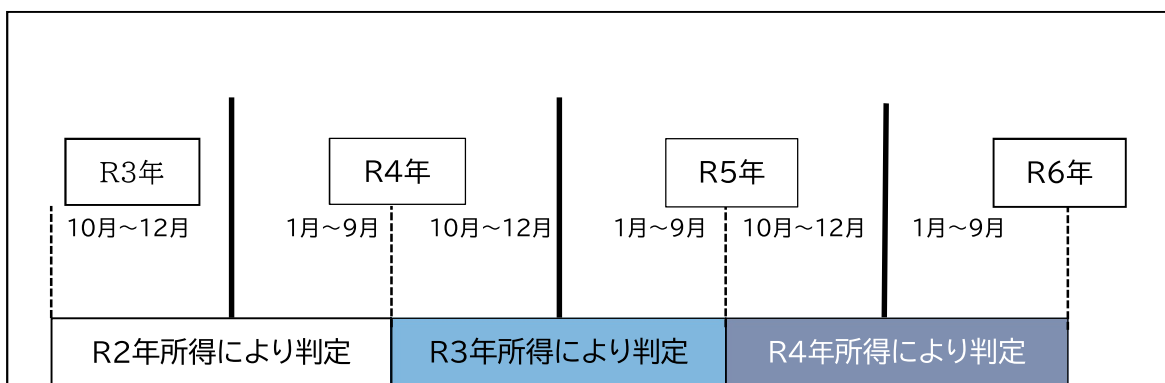 R3年
R4年
R5年
R6年
10月～12月
1月～9月
10月～12月
1月～9月
10月～12月
1月～9月
R2年所得により判定
R3年所得により判定
R4年所得により判定